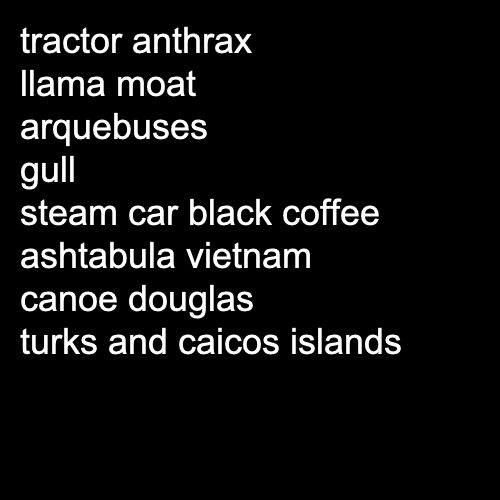 tractor anthrax
llama moat
arquebuses
gull
steam car black coffee
ashtabula vietnam
canoe douglas
turks and caicos islands